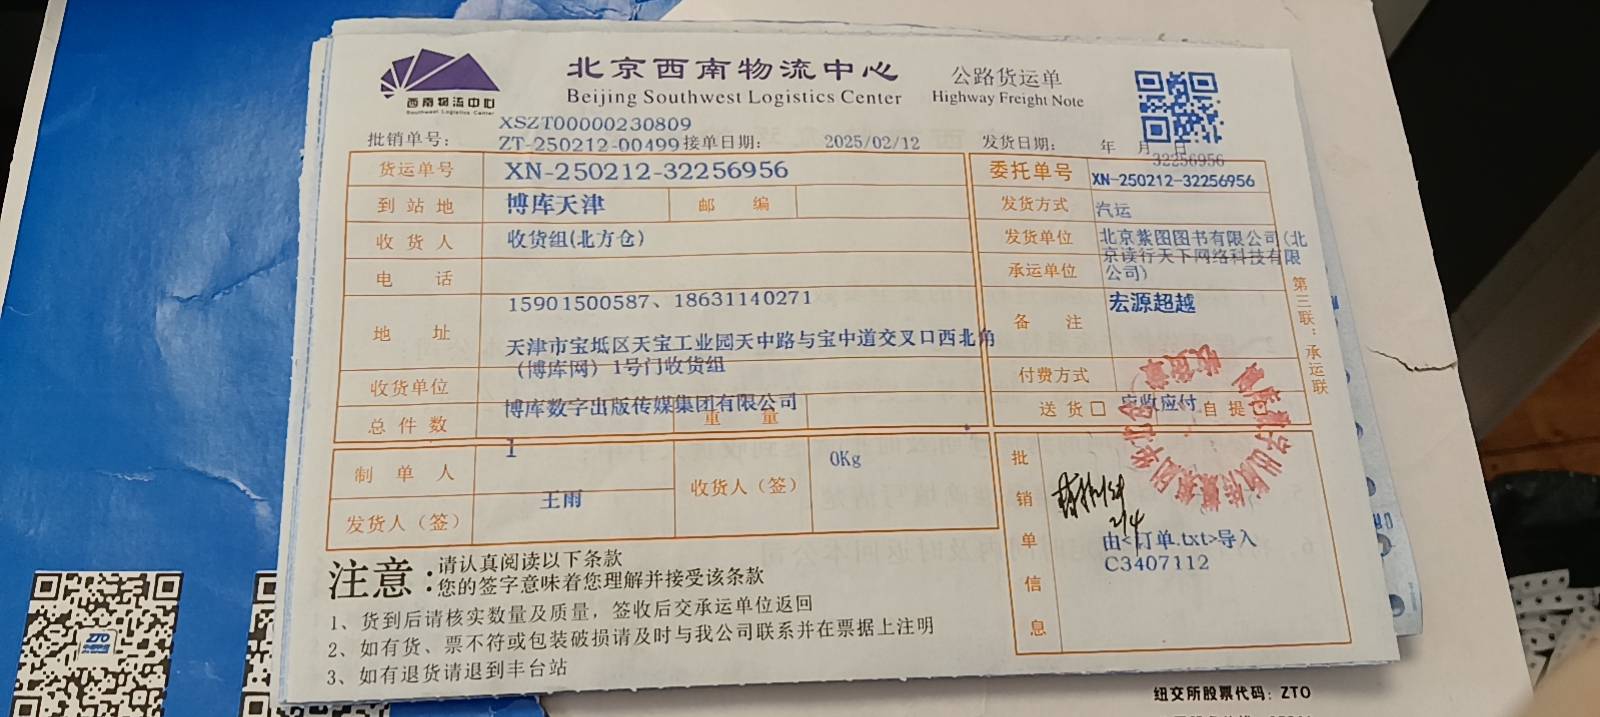 西南物流中心
Southwest Logistics Center
北京西南物流中心
Beijing Southwest Logistics Center
公路货运单
Highway Freight Note
XSZT00000230809
批销单号: ZT-250212-00499 接单日期: 2025/02/12 发货日期: 年 月 日
32256956
货运单号 XN-250212-32256956 委托单号 XN-250212-32256956
到站地 博库天津 邮编 发货方式 汽运
收货人 收货组(北方仓) 发货单位 北京紫图图书有限公司(北
京读行天下网络科技有限
公司)
电话 承运单位
15901500587、18631140271 备注 宏源超越
地址 天津市宝坻区天宝工业园天中路与宝中道交叉口西北角
(博库网) 1号门收货组
收货单位 付费方式
博库数字出版传媒集团有限公司 应收应付
总件数 重量 送货口 自提口
1 0Kg
制单人 收货人(签) 批销单信息
王雨
发货人(签)
2/4
由<订单.txt>导入
C3407112
第三联:承运联
注意:
请认真阅读以下条款
您的签字意味着您理解并接受该条款
1、货到后请核实数量及质量,签收后交承运单位返回
2、如有货、票不符或包装破损请及时与我公司联系并在票据上注明
3、如有退货请退到丰台站
ZTO
纽交所股票代码: ZTO